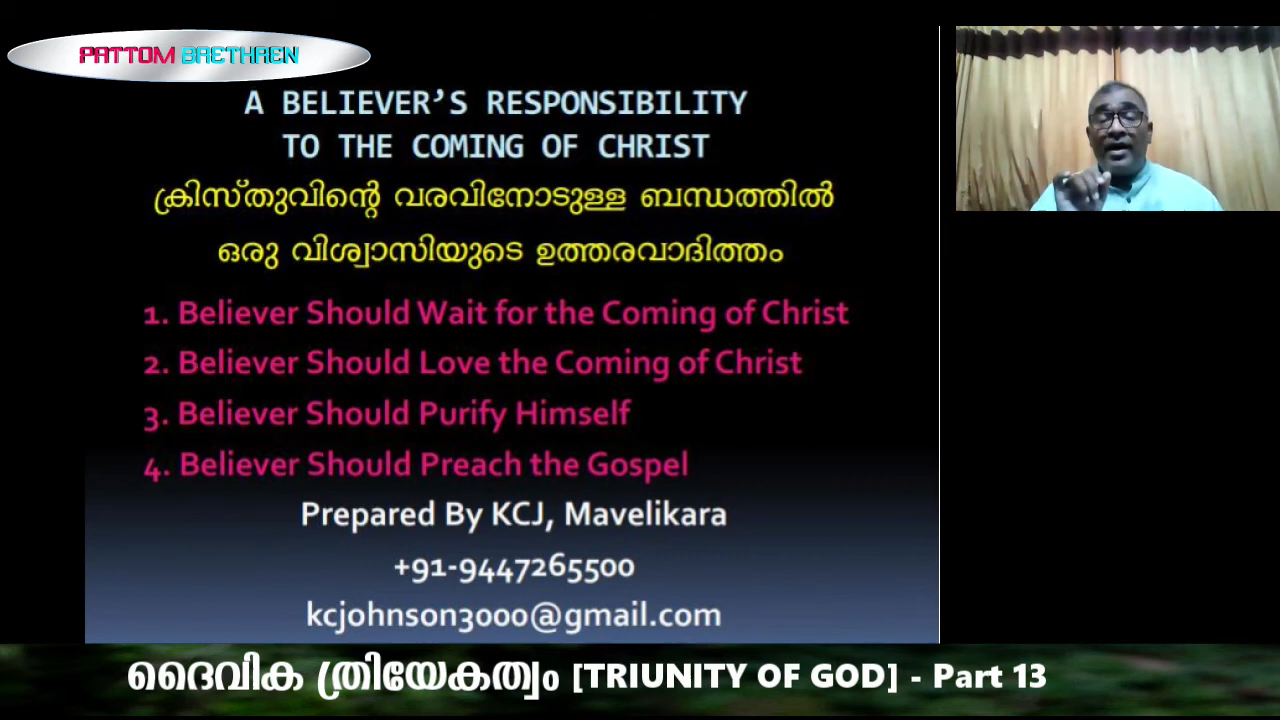 PATTOM BRETHREN
A BELIEVER’S RESPONSIBILITY
TO THE COMING OF CHRIST
ക്രിസ്തുവിന്റെ വരവിനോടുള്ള ബന്ധത്തിൽ
ഒരു വിശ്വാസിയുടെ ഉത്തരവാദിത്തം
1. Believer Should Wait for the Coming of Christ
2. Believer Should Love the Coming of Christ
3. Believer Should Purify Himself
4. Believer Should Preach the Gospel
Prepared By KCJ, Mavelikara
+91-9447265500
kcjohnson3000@gmail.com
ദൈവിക ത്രിയേകത്വം [TRIUNITY OF GOD] - Part 13